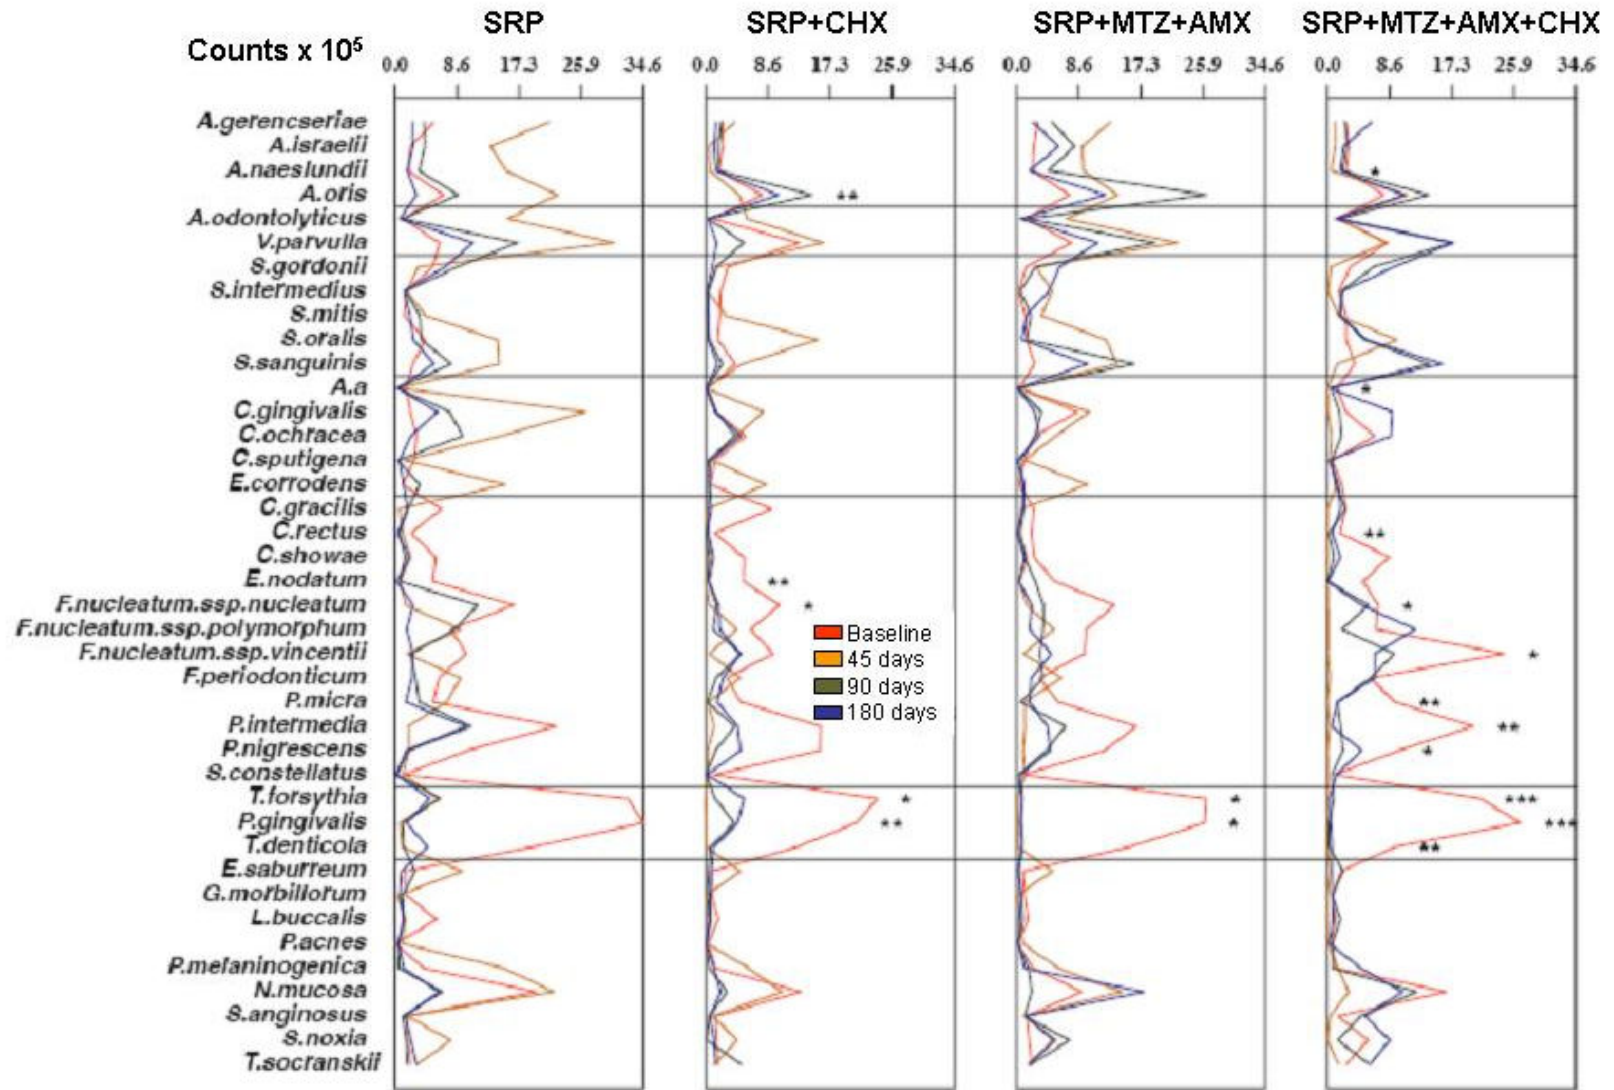 SRP SRP+CHX SRP+MTZ+AMX SRP+MTZ+AMX+CHX
Counts x 10⁵
0.0 8.6 17.3 25.9 34.6 0.0 8.6 17.3 25.9 34.6 0.0 8.6 17.3 25.9 34.6 0.0 8.6 17.3 25.9 34.6
A.gerencseriae
A.israelii
A.naeslundii *
A.oris **
A.odontolyticus
V.parvulla
S.gordonii
S.intermedius
S.mitis
S.oralis
S.sanguinis
A.a *
C.gingivalis
C.ochracea
C.sputigena
E.corrodens
C.gracilis
C.rectus **
C.showae
E.nodatum **
F.nucleatum.ssp.nucleatum * *
F.nucleatum.ssp.polymorphum
F.nucleatum.ssp.vincentii *
F.periodonticum
P.micra **
P.intermedia **
P.nigrescens *
S.constellatus
T.forsythia * * ***
P.gingivalis ** * ***
T.denticola **
E.saburreum
G.morbillorum
L.buccalis
P.acnes
P.melaninogenica
N.mucosa
S.anginosus
S.noxia
T.socranskii
Baseline
45 days
90 days
180 days